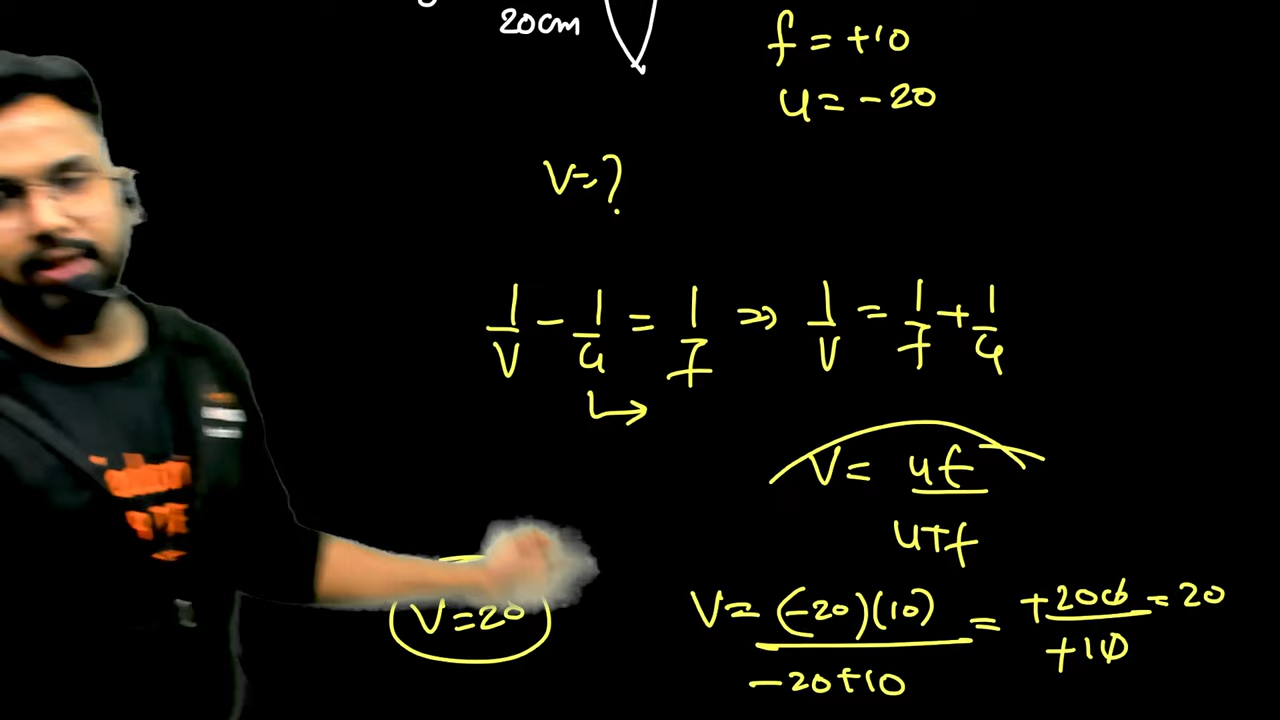 20cm
f = +10
u = -20
V=?
1/V - 1/u = 1/f ⇒ 1/V = 1/f + 1/u
V = uf/u+f
V = (-20)(10)/-20+10 = +200/+10 = 20
V=20